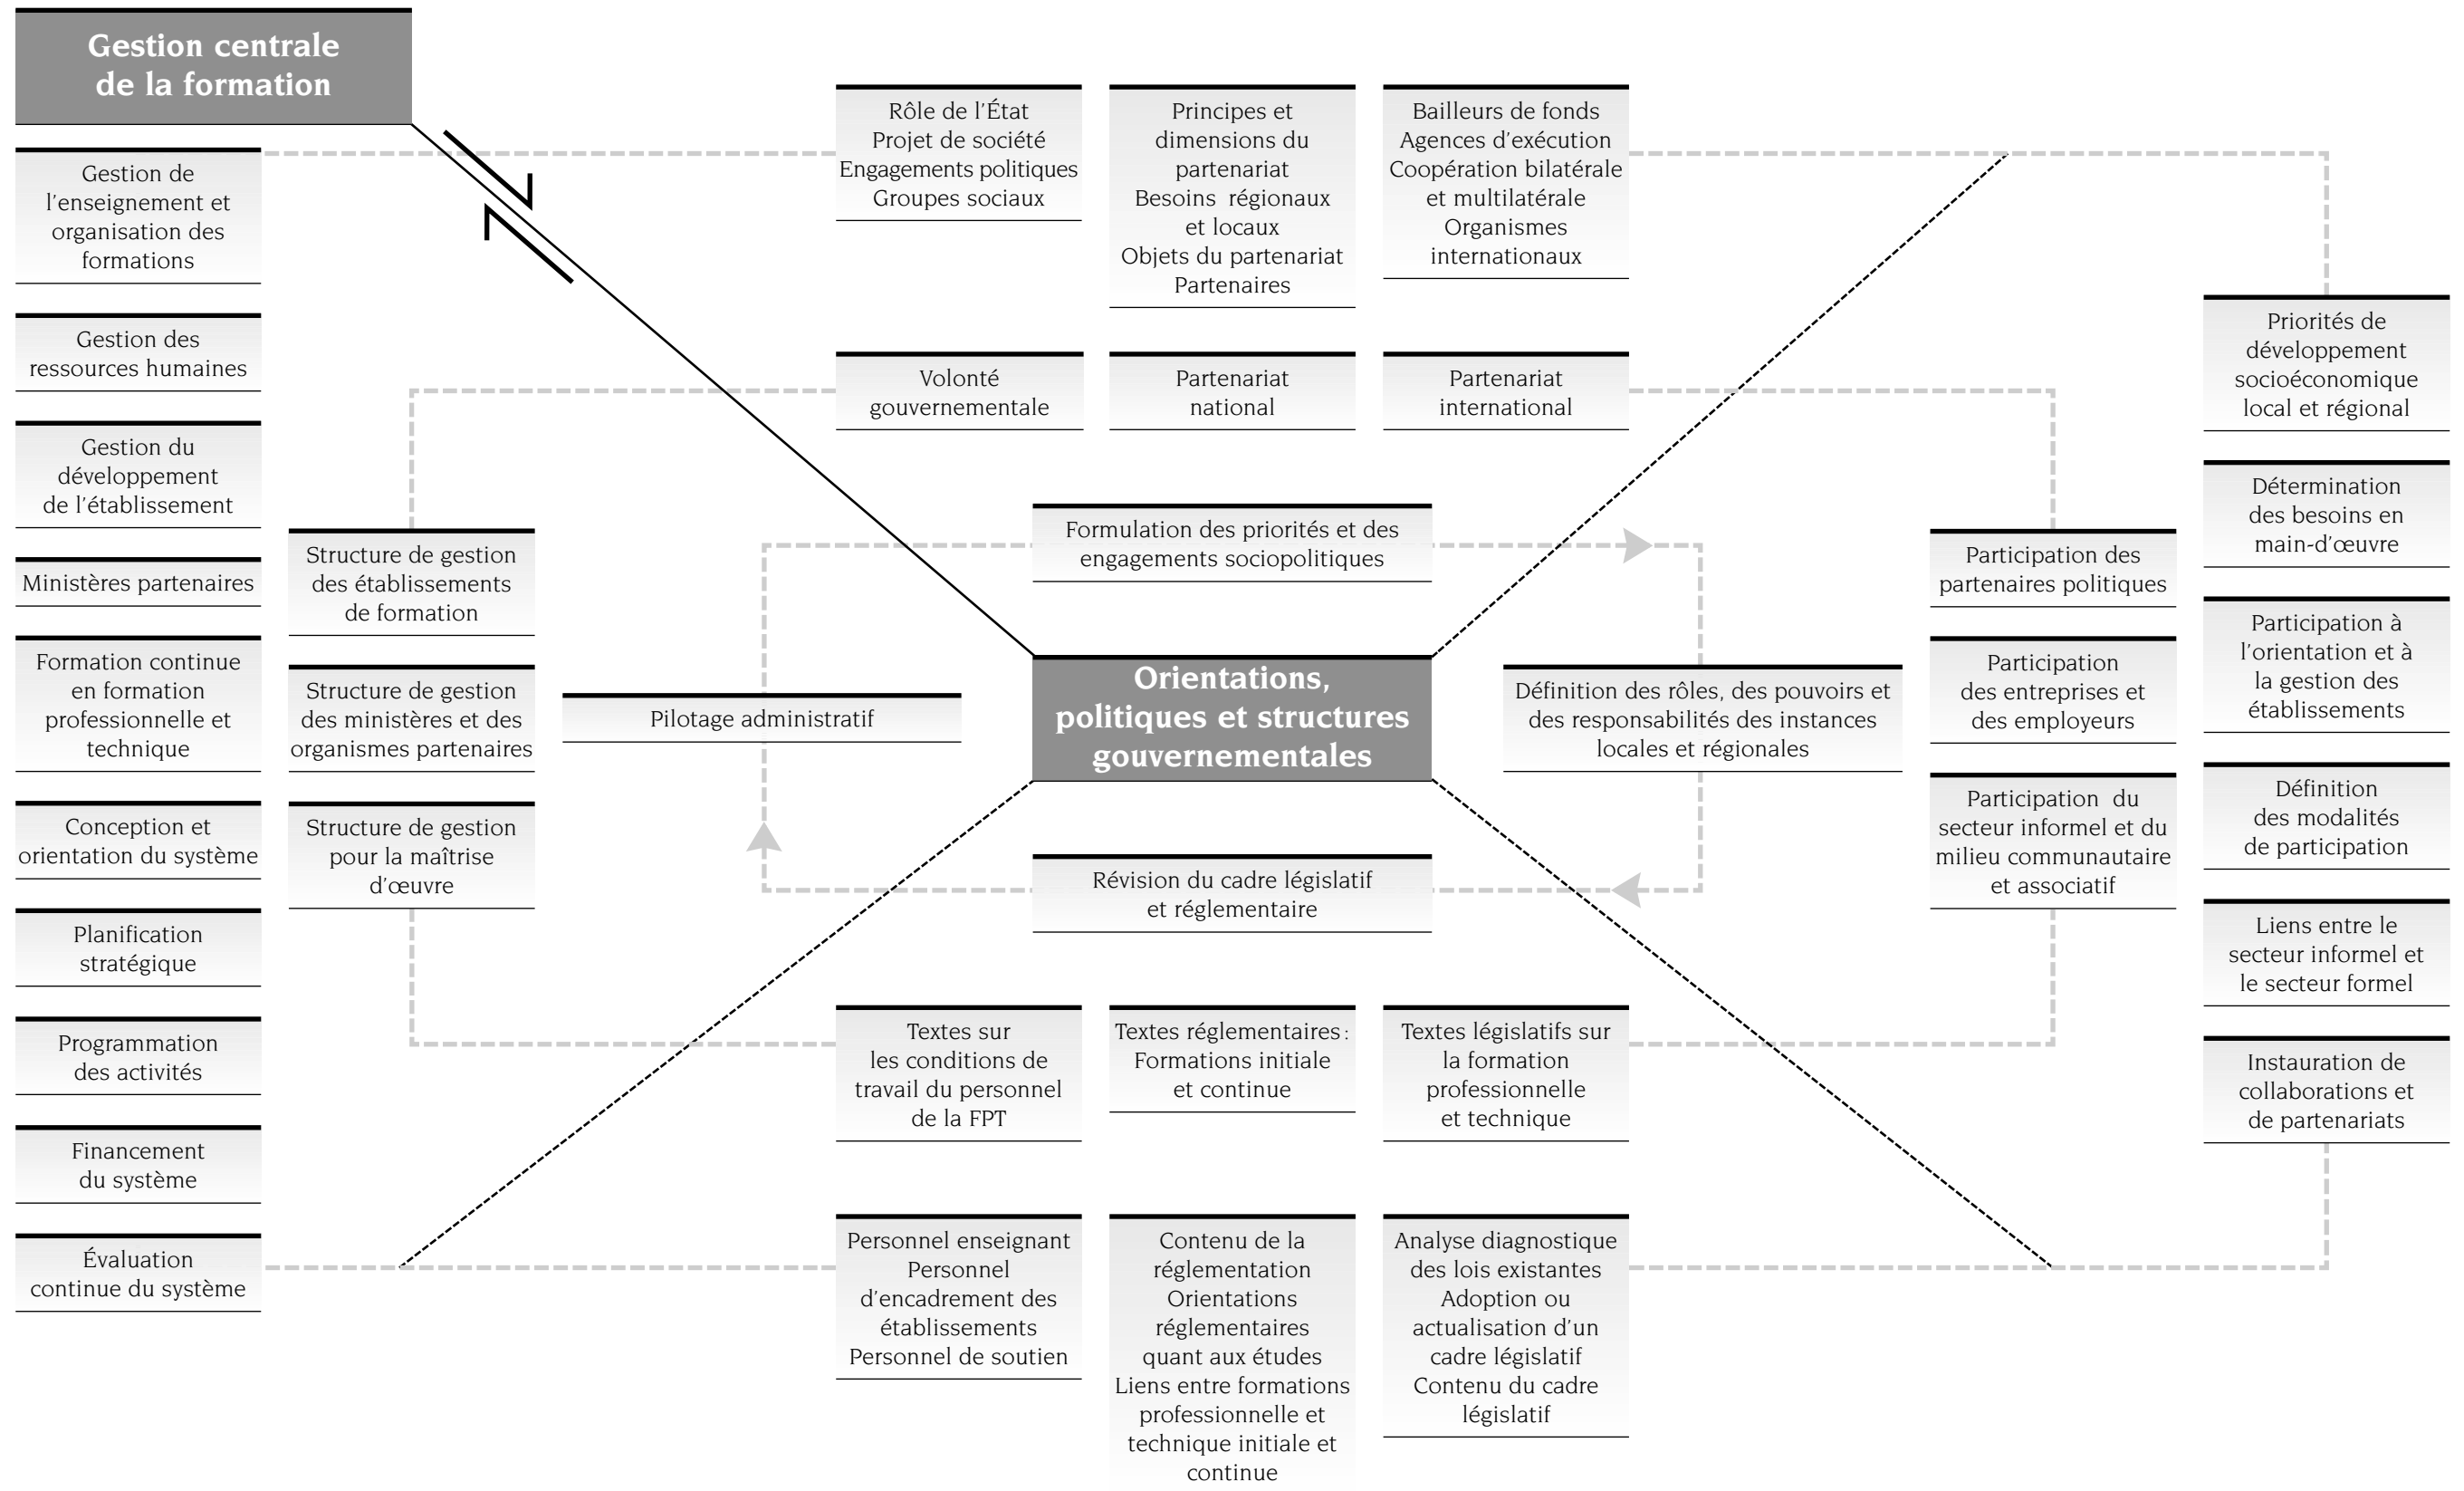 Gestion centrale
de la formation
Rôle de l'État
Projet de société
Engagements politiques
Groupes sociaux
Principes et
dimensions du
partenariat
Besoins régionaux
et locaux
Objets du partenariat
Partenaires
Bailleurs de fonds
Agences d'exécution
Coopération bilatérale
et multilatérale
Organismes
internationaux
Gestion de
l'enseignement et
organisation des
formations
Gestion des
ressources humaines
Gestion du
développement
de l'établissement
Ministères partenaires
Formation continue
en formation
professionnelle et
technique
Conception et
orientation du système
Planification
stratégique
Programmation
des activités
Financement
du système
Évaluation
continue du système
Volonté
gouvernementale
Partenariat
national
Partenariat
international
Structure de gestion
des établissements
de formation
Structure de gestion
des ministères et des
organismes partenaires
Structure de gestion
pour la maîtrise
d'œuvre
Formulation des priorités et des
engagements sociopolitiques
Pilotage administratif
Orientations,
politiques et structures
gouvernementales
Définition des rôles, des pouvoirs et
des responsabilités des instances
locales et régionales
Révision du cadre législatif
et réglementaire
Participation des
partenaires politiques
Participation
des entreprises et
des employeurs
Participation du
secteur informel et du
milieu communautaire
et associatif
Priorités de
développement
socioéconomique
local et régional
Détermination
des besoins en
main-d'œuvre
Participation à
l'orientation et à
la gestion des
établissements
Définition
des modalités
de participation
Liens entre le
secteur informel et
le secteur formel
Instauration de
collaborations et
de partenariats
Textes sur
les conditions de
travail du personnel
de la FPT
Textes réglementaires :
Formations initiale
et continue
Textes législatifs sur
la formation
professionnelle
et technique
Personnel enseignant
Personnel
d'encadrement des
établissements
Personnel de soutien
Contenu de la
réglementation
Orientations
réglementaires
quant aux études
Liens entre formations
professionnelle et
technique initiale et
continue
Analyse diagnostique
des lois existantes
Adoption ou
actualisation d'un
cadre législatif
Contenu du cadre
législatif